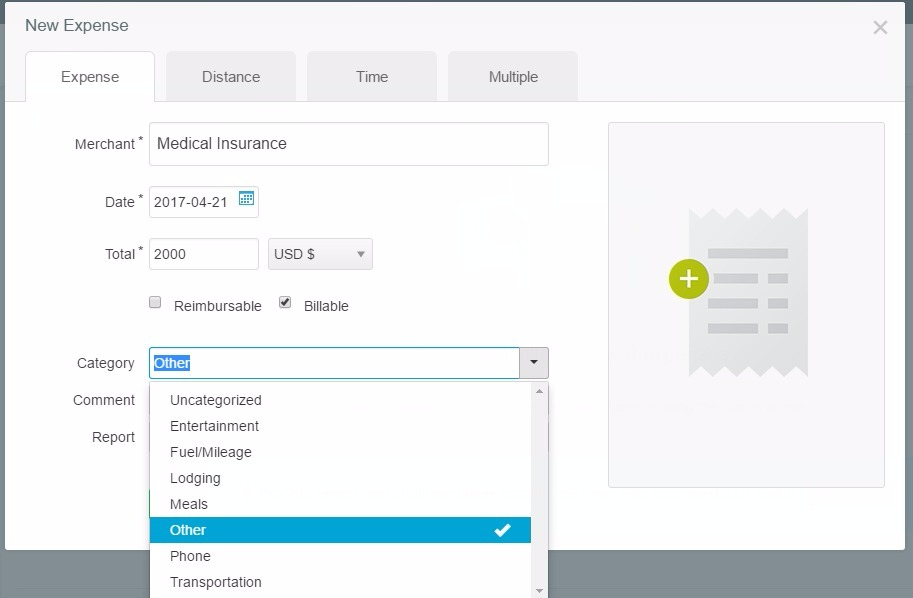 New Expense
Expense Distance Time Multiple
Merchant * Medical Insurance
Date * 2017-04-21
Total * 2000 USD $
Reimbursable Billable
Category Other
Comment
Report
Uncategorized
Entertainment
Fuel/Mileage
Lodging
Meals
Other
Phone
Transportation